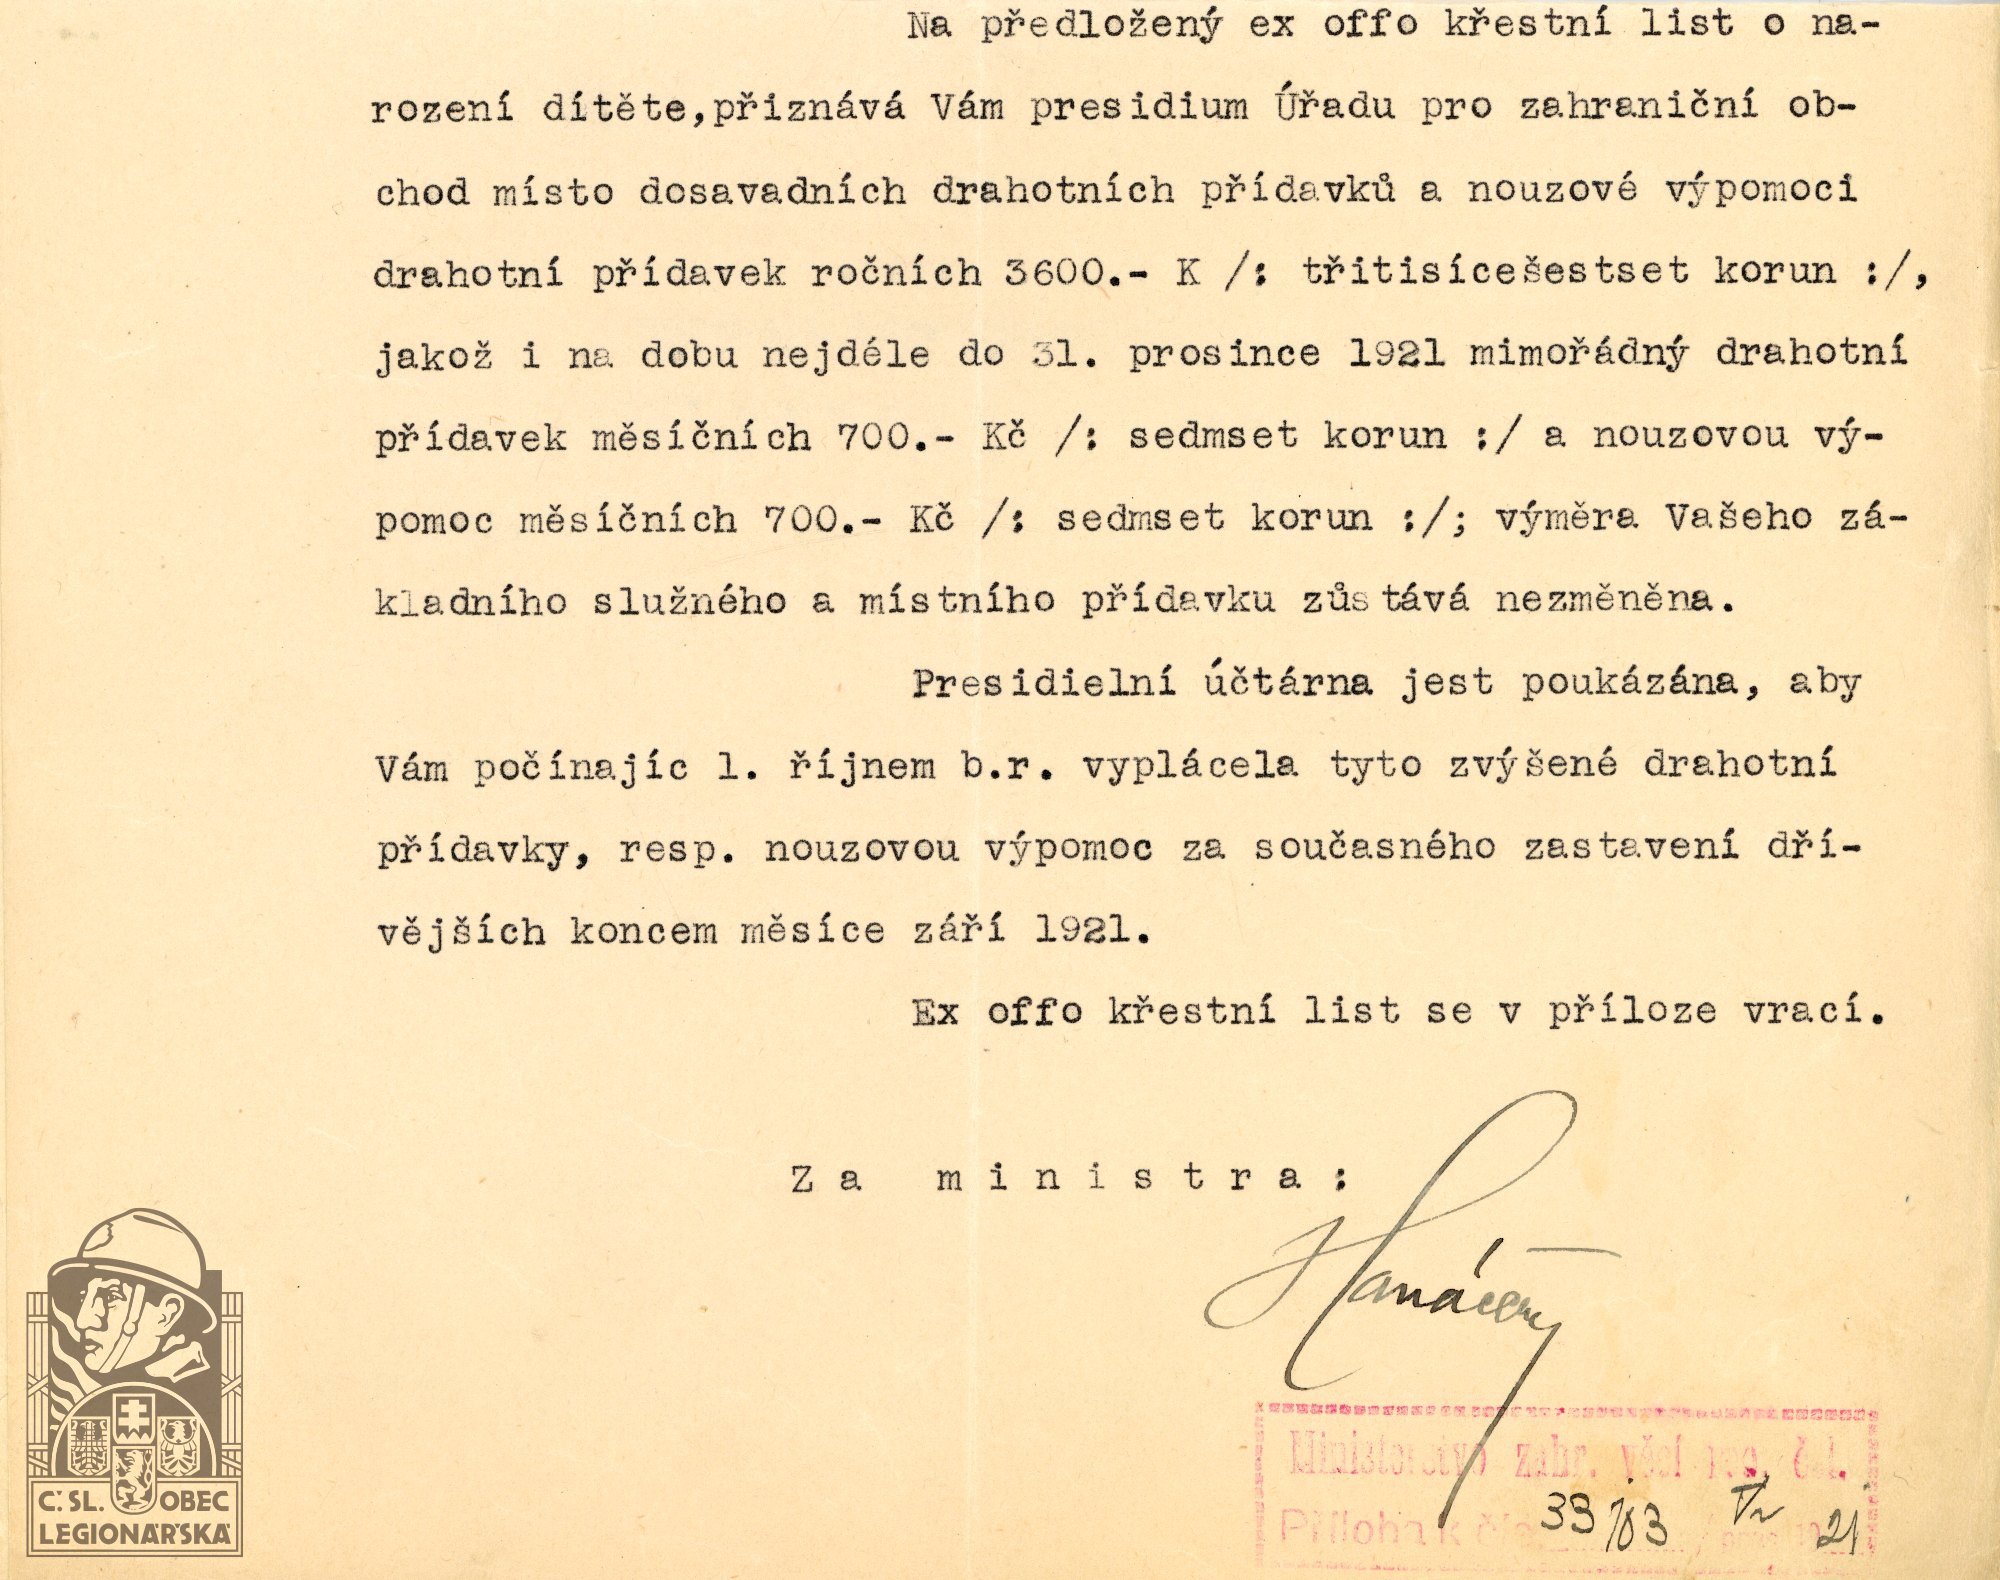 Na předložený ex offo křestní list o na-
rození dítěte,přiznává Vám presidium Úřadu pro zahraniční ob-
chod místo dosavadních drahotních přídavků a nouzové výpomoci
drahotní přídavek ročních 3600.- K /: třitisícešestset korun :/,
jakož i na dobu nejdéle do 31. prosince 1921 mimořádný drahotní
přídavek měsíčních 700.- Kč /: sedmset korun :/ a nouzovou vý-
pomoc měsíčních 700.- Kč /: sedmset korun :/; výměra Vašeho zá-
kladního služného a místního přídavku zůstává nezměněna.
Presidielní účtárna jest poukázána, aby
Vám počínajíc 1. říjnem b.r. vyplácela tyto zvýšené drahotní
přídavky, resp. nouzovou výpomoc za současného zastavení dří-
vějších koncem měsíce září 1921.
Ex offo křestní list se v příloze vrací.
Za ministra:
Ministerstvo zahr. věcí rep. č.s.
Příloha k čís. 21
Č. SL. OBEC
LEGIONÁŘSKÁ